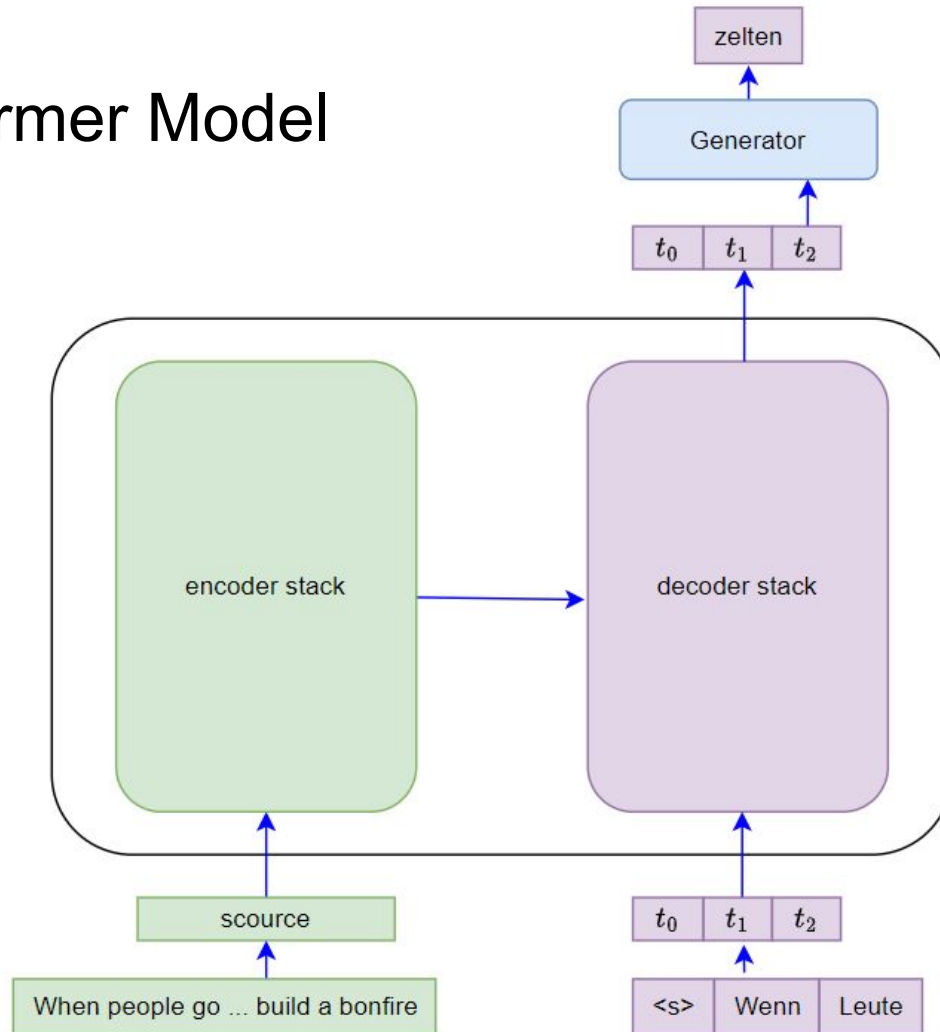 zelten
rmer Model
Generator
t₀ t₁ t₂
encoder stack
decoder stack
scource
t₀ t₁ t₂
When people go ... build a bonfire
<s> Wenn Leute